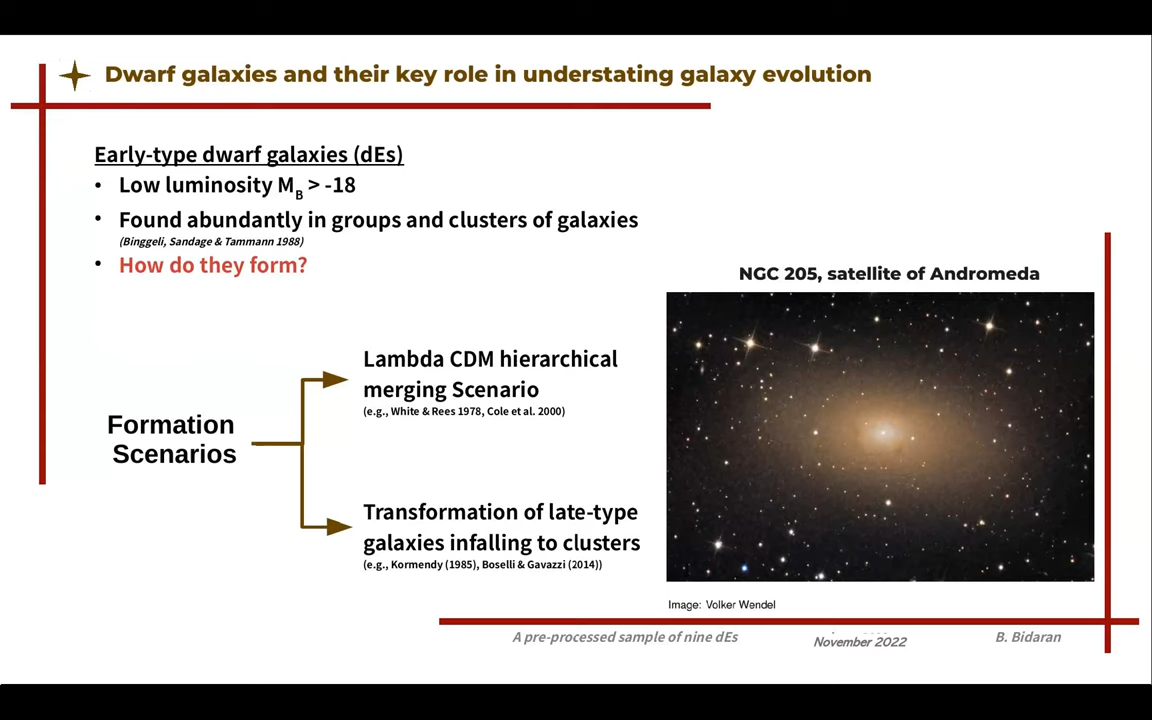 Dwarf galaxies and their key role in understating galaxy evolution
Early-type dwarf galaxies (dEs)
• Low luminosity M_B > -18
• Found abundantly in groups and clusters of galaxies
(Binggeli, Sandage & Tammann 1988)
• How do they form?
NGC 205, satellite of Andromeda
Formation
Scenarios
Lambda CDM hierarchical
merging Scenario
(e.g., White & Rees 1978, Cole et al. 2000)
Transformation of late-type
galaxies infalling to clusters
(e.g., Kormendy (1985), Boselli & Gavazzi (2014))
Image: Volker Wendel
A pre-processed sample of nine dEs
November 2022
B. Bidaran